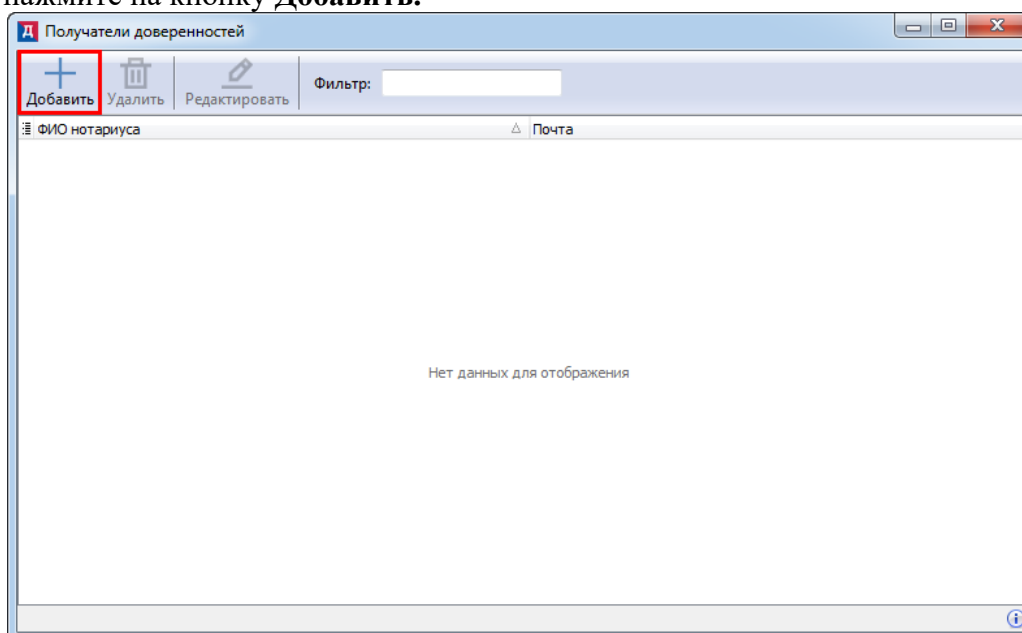 нажмите на кнопку Добавить.
Д Получатели доверенностей
Добавить Удалить Редактировать Фильтр:
ФИО нотариуса Почта
Нет данных для отображения